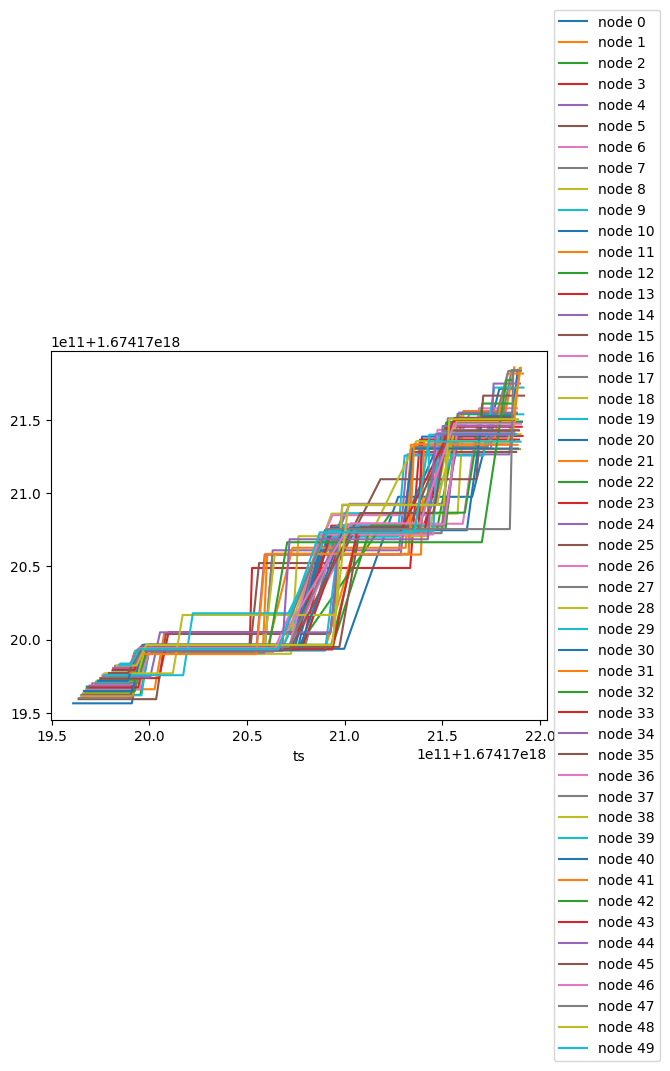 1e11+1.67417e18
21.5
21.0
20.5
20.0
19.5
19.5 20.0 20.5 21.0 21.5 22.0
ts
1e11+1.67417e18
node 0
node 1
node 2
node 3
node 4
node 5
node 6
node 7
node 8
node 9
node 10
node 11
node 12
node 13
node 14
node 15
node 16
node 17
node 18
node 19
node 20
node 21
node 22
node 23
node 24
node 25
node 26
node 27
node 28
node 29
node 30
node 31
node 32
node 33
node 34
node 35
node 36
node 37
node 38
node 39
node 40
node 41
node 42
node 43
node 44
node 45
node 46
node 47
node 48
node 49